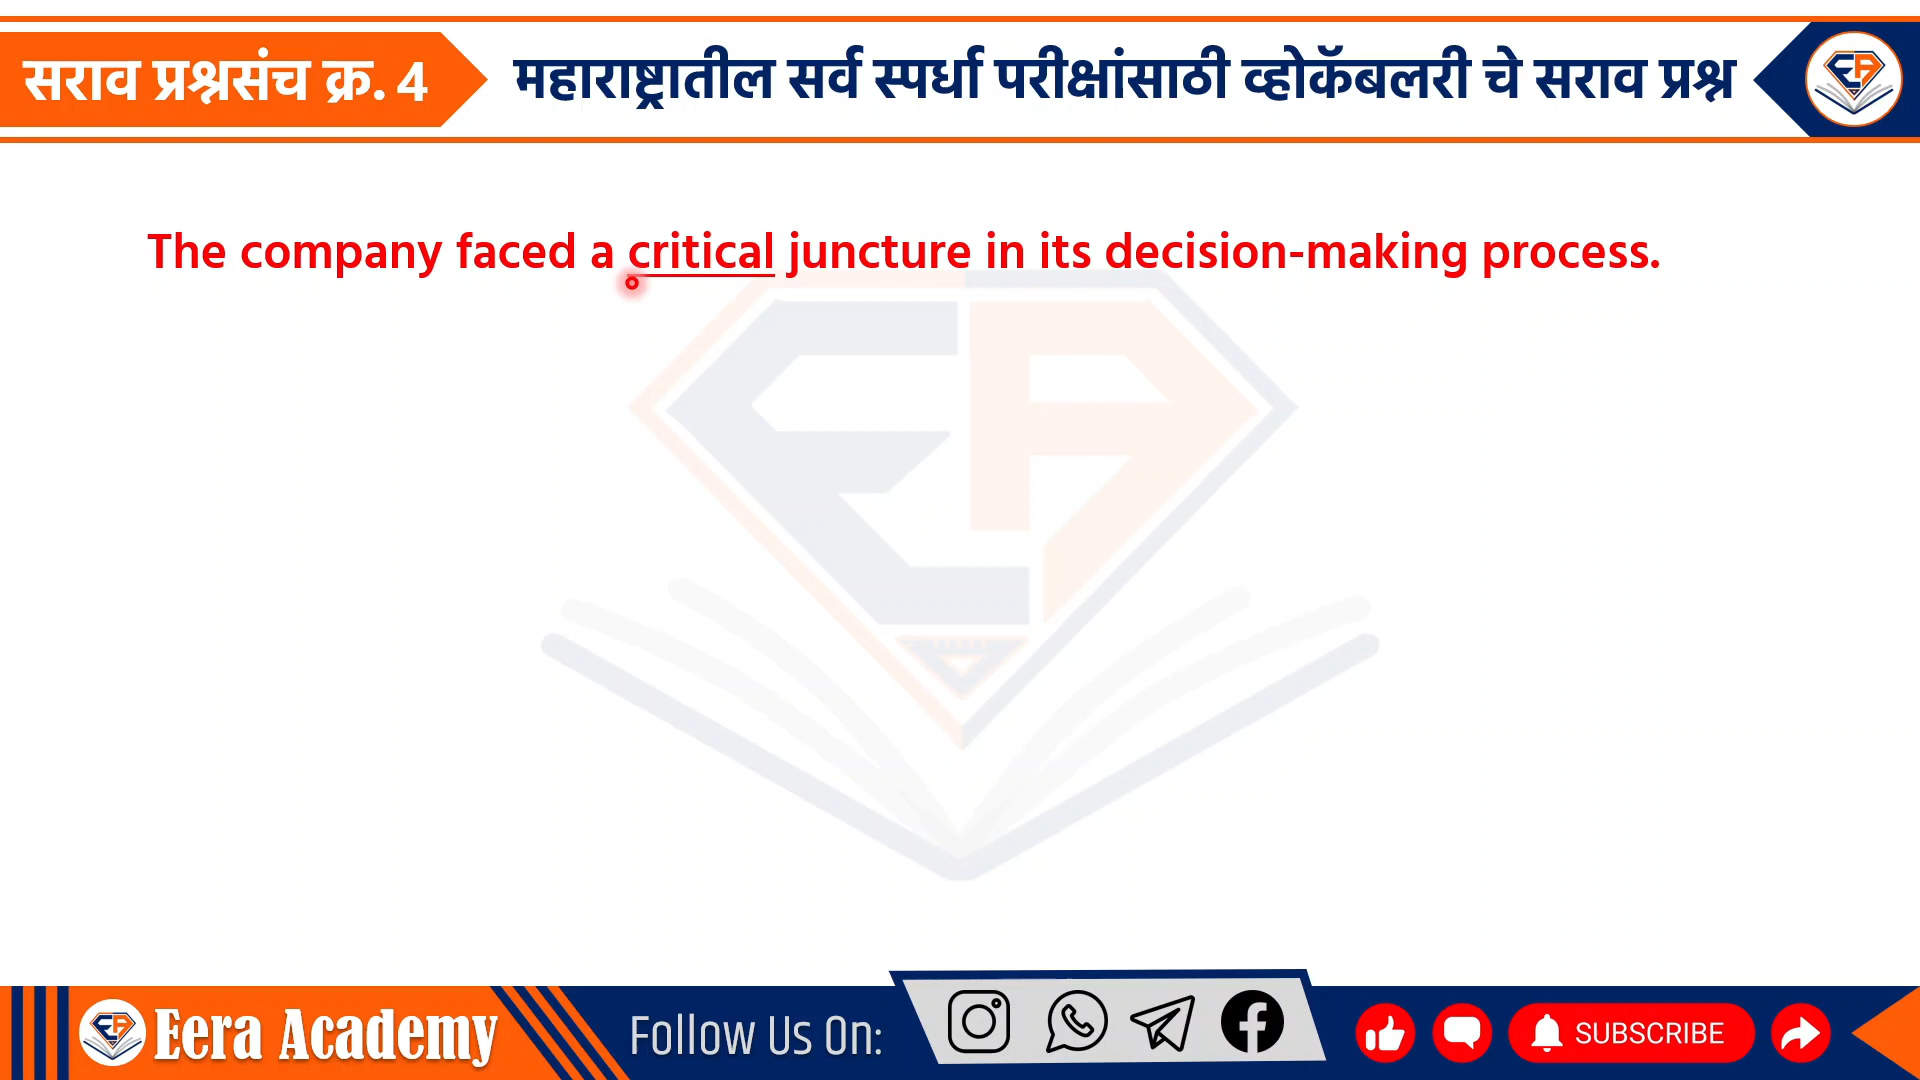 सराव प्रश्नसंच क्र. 4
महाराष्ट्रातील सर्व स्पर्धा परीक्षांसाठी व्होकॅबलरी चे सराव प्रश्न
The company faced a critical juncture in its decision-making process.
Eera Academy
Follow Us On:
SUBSCRIBE